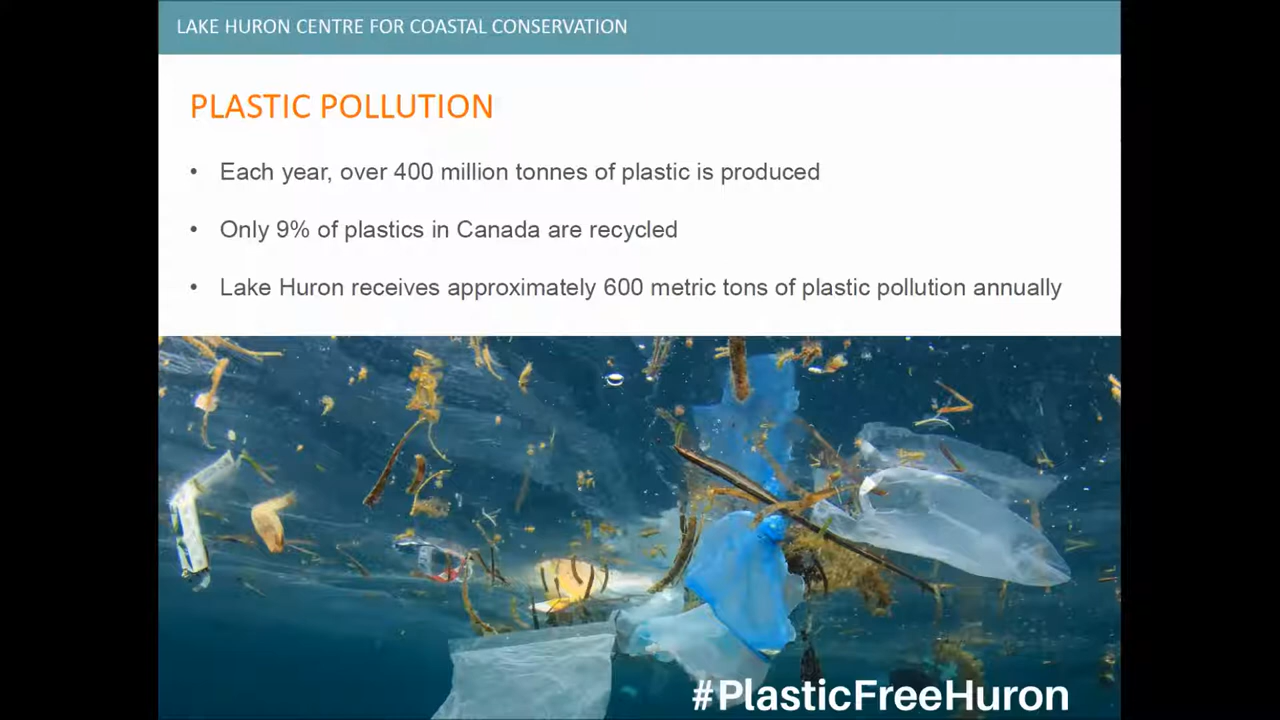 LAKE HURON CENTRE FOR COASTAL CONSERVATION
PLASTIC POLLUTION
• Each year, over 400 million tonnes of plastic is produced
• Only 9% of plastics in Canada are recycled
• Lake Huron receives approximately 600 metric tons of plastic pollution annually
#PlasticFreeHuron